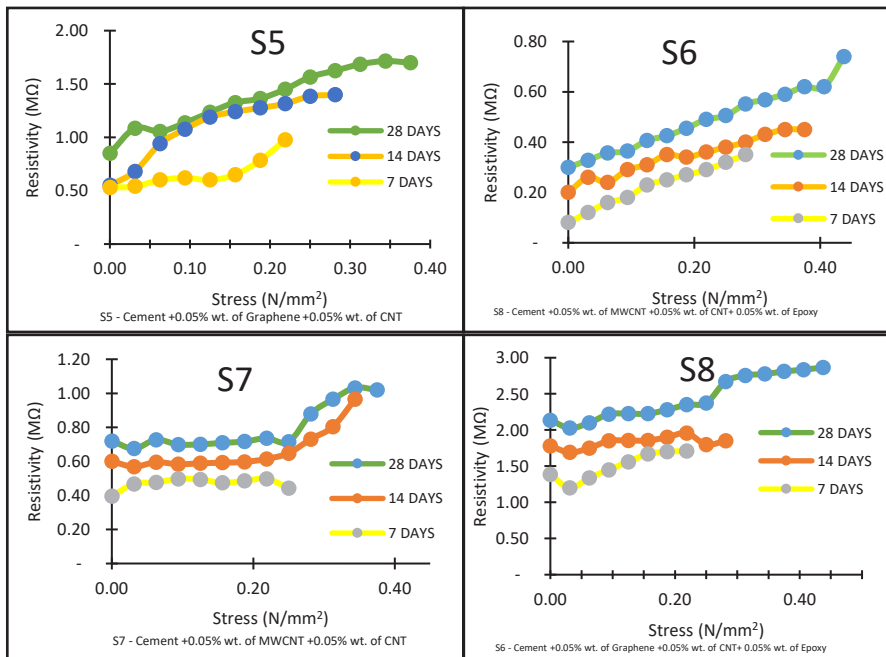 S5
2.00
1.50
1.00
0.50
-
Resistivity (MΩ)
28 DAYS
14 DAYS
7 DAYS
0.00 0.10 0.20 0.30 0.40
Stress (N/mm²)
S5 - Cement +0.05% wt. of Graphene +0.05% wt. of CNT
S6
0.80
0.60
0.40
0.20
-
Resistivity (MΩ)
28 DAYS
14 DAYS
7 DAYS
0.00 0.20 0.40
Stress (N/mm²)
S8 - Cement +0.05% wt. of MWCNT +0.05% wt. of CNT+ 0.05% wt. of Epoxy
S7
1.20
1.00
0.80
0.60
0.40
0.20
-
Resistivity (MΩ)
28 DAYS
14 DAYS
7 DAYS
0.00 0.20 0.40
Stress (N/mm²)
S7 - Cement +0.05% wt. of MWCNT +0.05% wt. of CNT
S8
3.00
2.50
2.00
1.50
1.00
0.50
-
Resistivity (MΩ)
28 DAYS
14 DAYS
7 DAYS
0.00 0.20 0.40
Stress (N/mm²)
S6 - Cement +0.05% wt. of Graphene +0.05% wt. of CNT+ 0.05% wt. of Epoxy